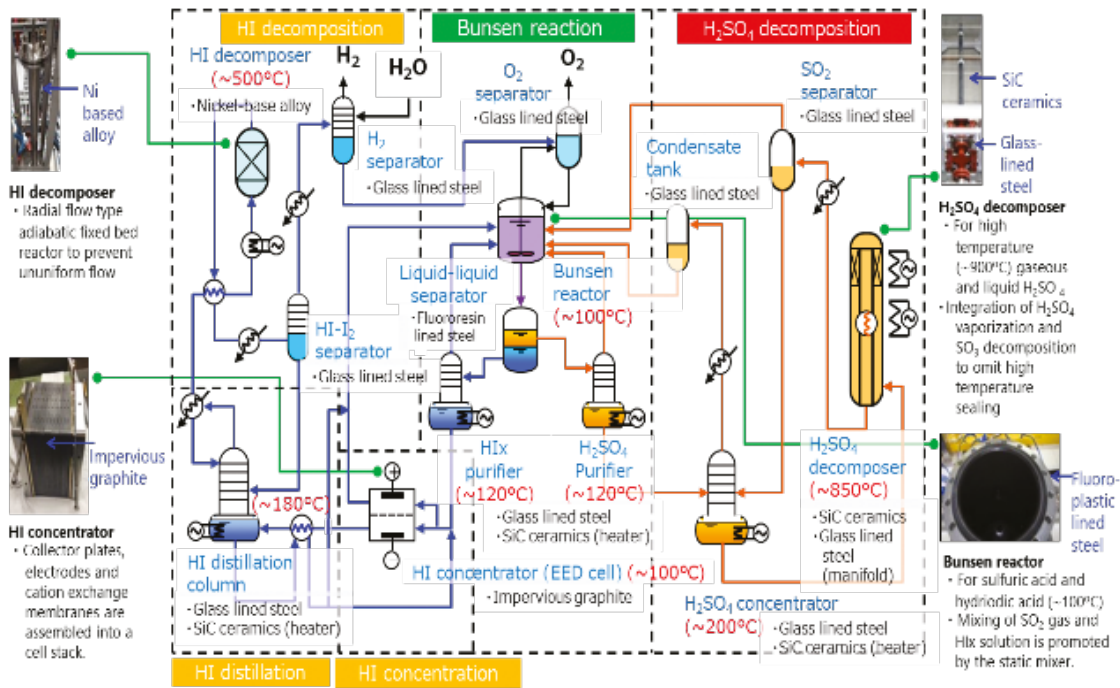 HI decomposition
Bunsen reaction
H₂SO₄ decomposition
Ni
based
alloy
HI decomposer
• Radial flow type
adiabatic fixed bed
reactor to prevent
ununiform flow
HI decomposer
(~500°C)
•Nickel-base alloy
H₂
H₂O
H₂
separator
•Glass lined steel
O₂
separator
•Glass lined steel
O₂
SO₂
separator
•Glass lined steel
Condensate
tank
•Glass lined steel
SiC
ceramics
Glass-
lined
steel
H₂SO₄ decomposer
• For high
temperature
(~900°C) gaseous
and liquid H₂SO₄
• Integration of H₂SO₄
vaporization and
SO₃ decomposition
to omit high
temperature
sealing
Liquid-liquid
separator
•Fluororesin
lined steel
Bunsen
reactor
(~100°C)
HI-I₂
separator
•Glass lined steel
Impervious
graphite
HI concentrator
• Collector plates,
electrodes and
cation exchange
membranes are
assembled into a
cell stack.
(~180°C)
HI distillation
column
•Glass lined steel
•SiC ceramics (heater)
HIx
purifier
(~120°C)
H₂SO₄
Purifier
(~120°C)
•Glass lined steel
•SiC ceramics (heater)
HI concentrator (EED cell) (~100°C)
•Impervious graphite
H₂SO₄
decomposer
(~850°C)
•SiC ceramics
•Glass lined
steel
(manifold)
H₂SO₄ concentrator
(~200°C)
•Glass lined steel
•SiC ceramics (heater)
Fluoro-
plastic
lined
steel
Bunsen reactor
• For sulfuric acid and
hydriodic acid (~100°C)
• Mixing of SO₂ gas and
HIx solution is promoted
by the static mixer.
HI distillation
HI concentration
M
M
M
M
M